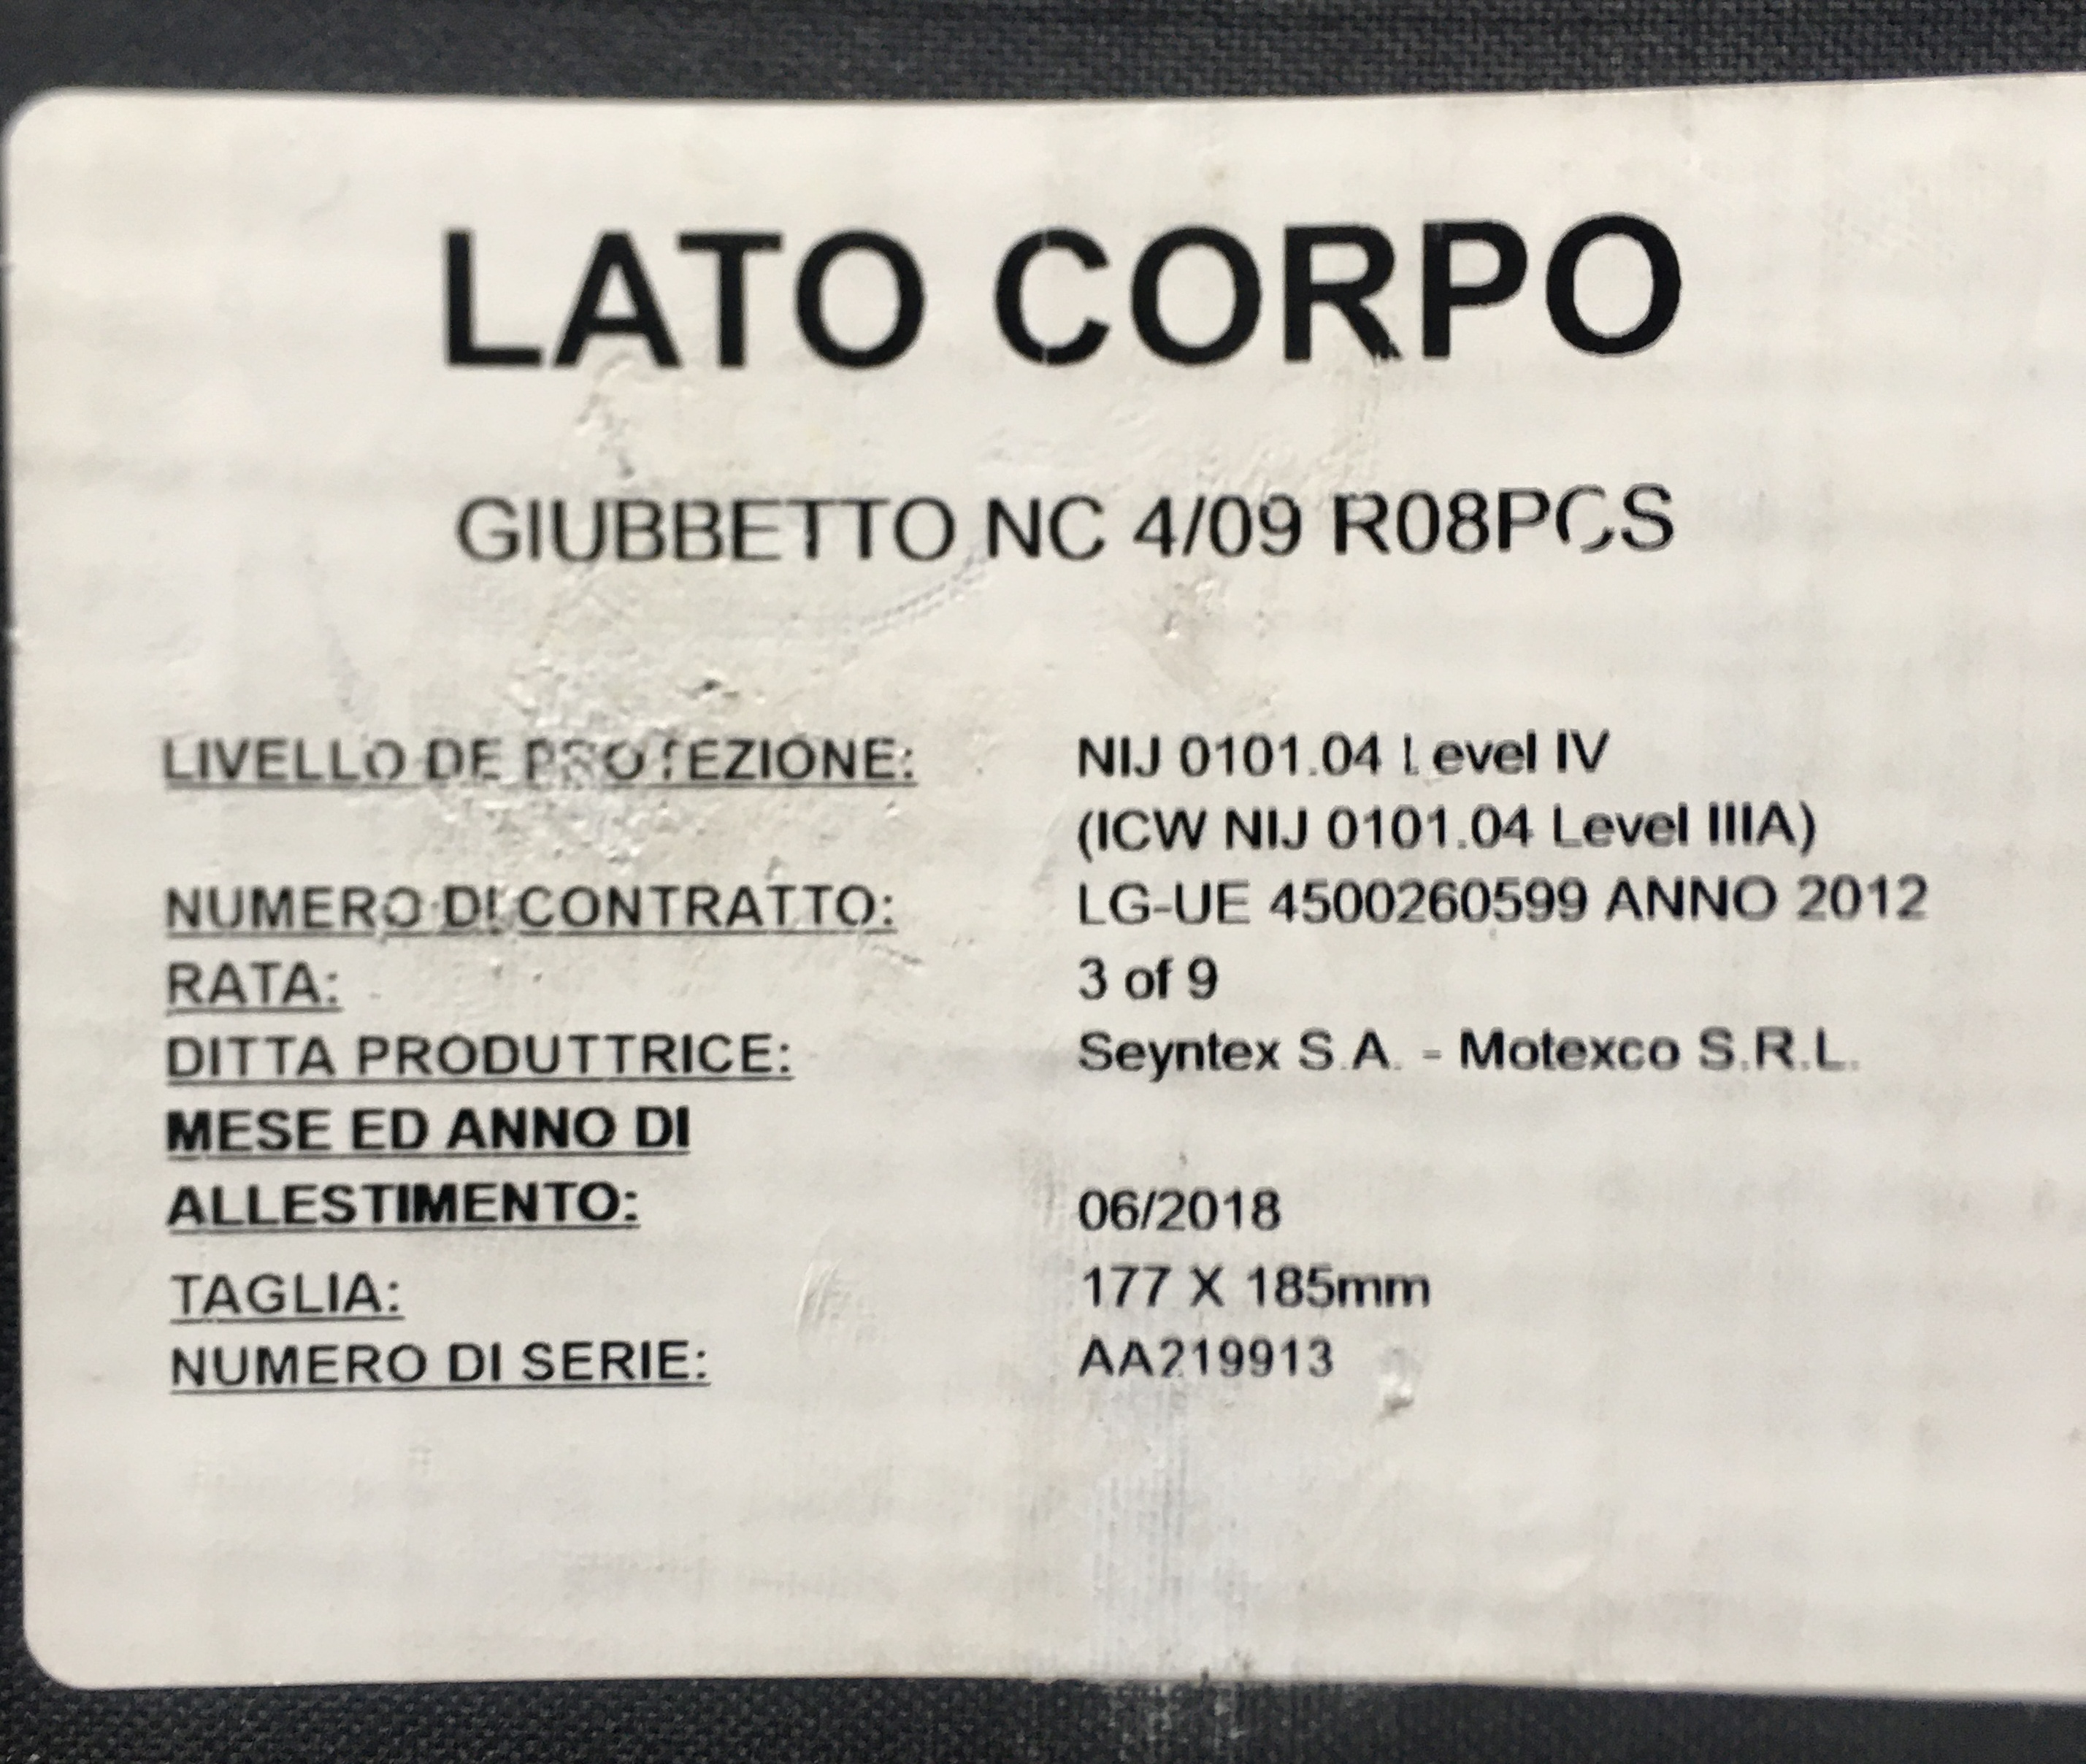 LATO CORPO
GIUBBETTO NC 4/09 R08PCS
LIVELLO DE PROTEZIONE: NIJ 0101.04 Level IV
(ICW NIJ 0101.04 Level IIIA)
NUMERO DI CONTRATTO: LG-UE 4500260599 ANNO 2012
RATA: 3 of 9
DITTA PRODUTTRICE: Seyntex S.A. - Motexco S.R.L.
MESE ED ANNO DI
ALLESTIMENTO: 06/2018
TAGLIA: 177 X 185mm
NUMERO DI SERIE: AA219913